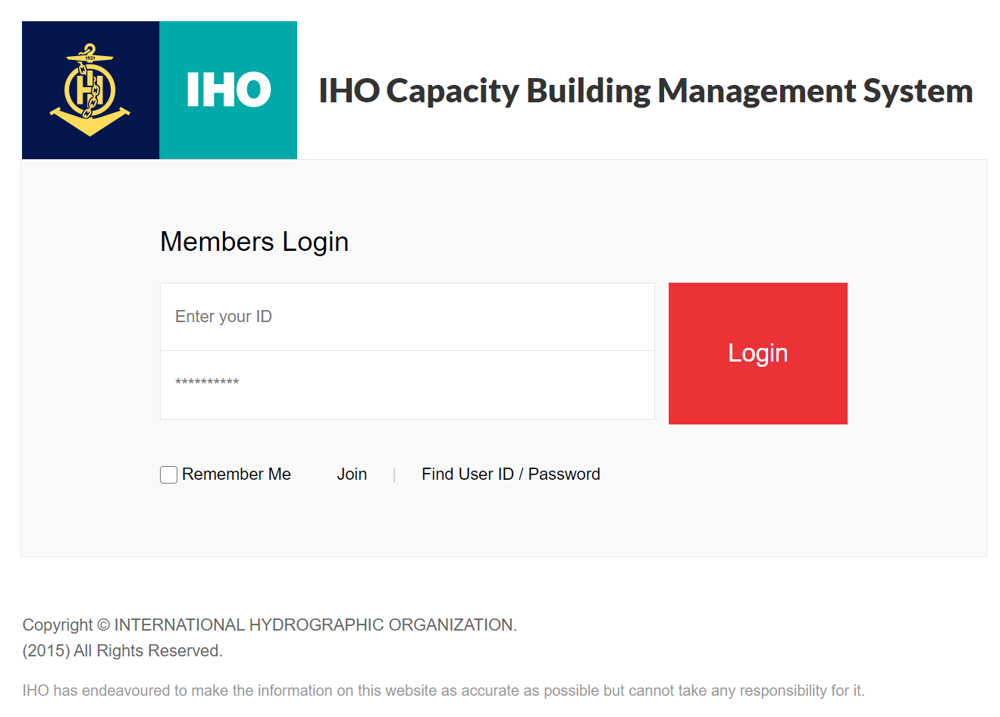 1921
IHO
IHO Capacity Building Management System
Members Login
Enter your ID
Login
**********
Remember Me
Join
|
Find User ID / Password
Copyright © INTERNATIONAL HYDROGRAPHIC ORGANIZATION.
(2015) All Rights Reserved.
IHO has endeavoured to make the information on this website as accurate as possible but cannot take any responsibility for it.